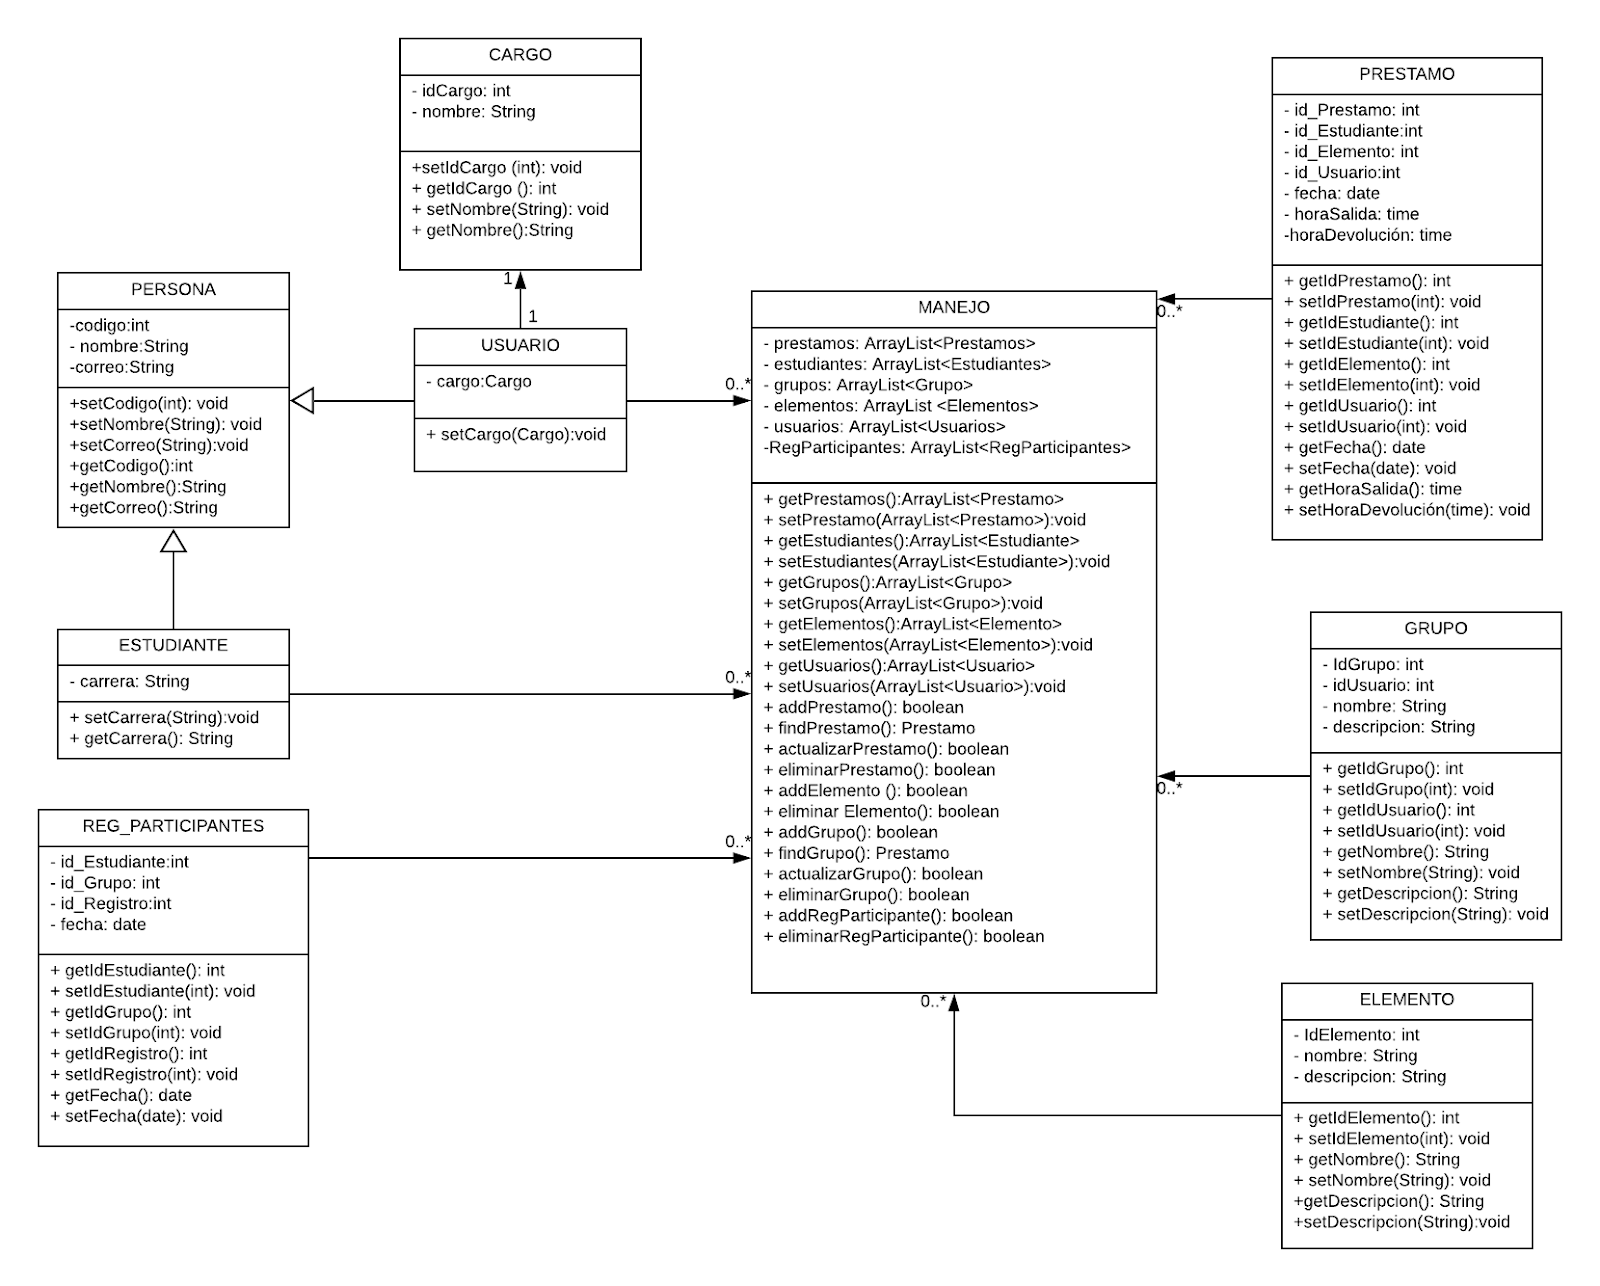 CARGO
- idCargo: int
- nombre: String
+setIdCargo (int): void
+ getIdCargo (): int
+ setNombre(String): void
+ getNombre():String
1
1
PERSONA
-codigo:int
- nombre:String
-correo:String
+setCodigo(int): void
+setNombre(String): void
+setCorreo(String):void
+getCodigo():int
+getNombre():String
+getCorreo():String
USUARIO
- cargo:Cargo
+ setCargo(Cargo):void
0..*
ESTUDIANTE
- carrera: String
+ setCarrera(String):void
+ getCarrera(): String
0..*
REG_PARTICIPANTES
- id_Estudiante:int
- id_Grupo: int
- id_Registro:int
- fecha: date
+ getIdEstudiante(): int
+ setIdEstudiante(int): void
+ getIdGrupo(): int
+ setIdGrupo(int): void
+ getIdRegistro(): int
+ setIdRegistro(int): void
+ getFecha(): date
+ setFecha(date): void
0..*
MANEJO
- prestamos: ArrayList<Prestamos>
- estudiantes: ArrayList<Estudiantes>
- grupos: ArrayList<Grupo>
- elementos: ArrayList <Elementos>
- usuarios: ArrayList<Usuarios>
-RegParticipantes: ArrayList<RegParticipantes>
+ getPrestamos():ArrayList<Prestamo>
+ setPrestamo(ArrayList<Prestamo>):void
+ getEstudiantes():ArrayList<Estudiante>
+ setEstudiantes(ArrayList<Estudiante>):void
+ getGrupos():ArrayList<Grupo>
+ setGrupos(ArrayList<Grupo>):void
+ getElementos():ArrayList<Elemento>
+ setElementos(ArrayList<Elemento>):void
+ getUsuarios():ArrayList<Usuario>
+ setUsuarios(ArrayList<Usuario>):void
+ addPrestamo(): boolean
+ findPrestamo(): Prestamo
+ actualizarPrestamo(): boolean
+ eliminarPrestamo(): boolean
+ addElemento (): boolean
+ eliminar Elemento(): boolean
+ addGrupo(): boolean
+ findGrupo(): Prestamo
+ actualizarGrupo(): boolean
+ eliminarGrupo(): boolean
+ addRegParticipante(): boolean
+ eliminarRegParticipante(): boolean
0..*
PRESTAMO
- id_Prestamo: int
- id_Estudiante:int
- id_Elemento: int
- id_Usuario:int
- fecha: date
- horaSalida: time
-horaDevolución: time
+ getIdPrestamo(): int
+ setIdPrestamo(int): void
+ getIdEstudiante(): int
+ setIdEstudiante(int): void
+ getIdElemento(): int
+ setIdElemento(int): void
+ getIdUsuario(): int
+ setIdUsuario(int): void
+ getFecha(): date
+ setFecha(date): void
+ getHoraSalida(): time
+ setHoraDevolución(time): void
0..*
GRUPO
- IdGrupo: int
- idUsuario: int
- nombre: String
- descripcion: String
+ getIdGrupo(): int
+ setIdGrupo(int): void
+ getIdUsuario(): int
+ setIdUsuario(int): void
+ getNombre(): String
+ setNombre(String): void
+ getDescripcion(): String
+ setDescripcion(String): void
0..*
ELEMENTO
- IdElemento: int
- nombre: String
- descripcion: String
+ getIdElemento(): int
+ setIdElemento(int): void
+ getNombre(): String
+ setNombre(String): void
+getDescripcion(): String
+setDescripcion(String):void